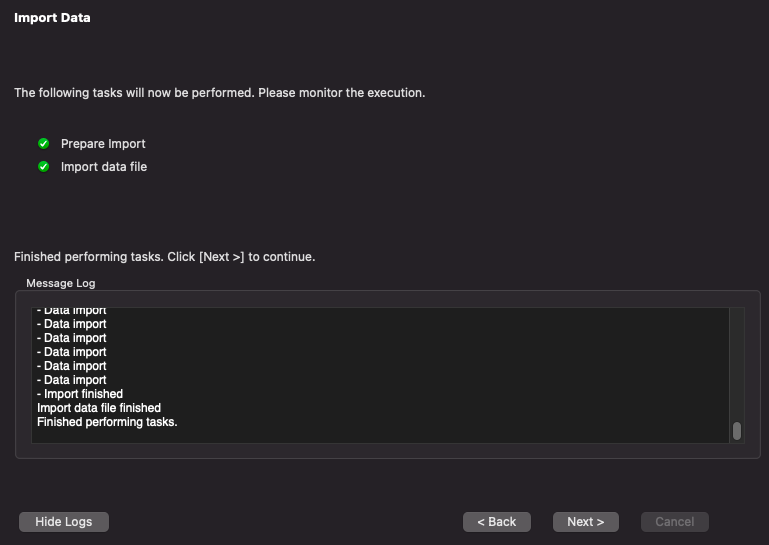 Import Data
The following tasks will now be performed. Please monitor the execution.
Prepare Import
Import data file
Finished performing tasks. Click [Next >] to continue.
Message Log
- Data import
- Data import
- Data import
- Data import
- Data import
- Data import
- Import finished
Import data file finished
Finished performing tasks.
Hide Logs
< Back
Next >
Cancel